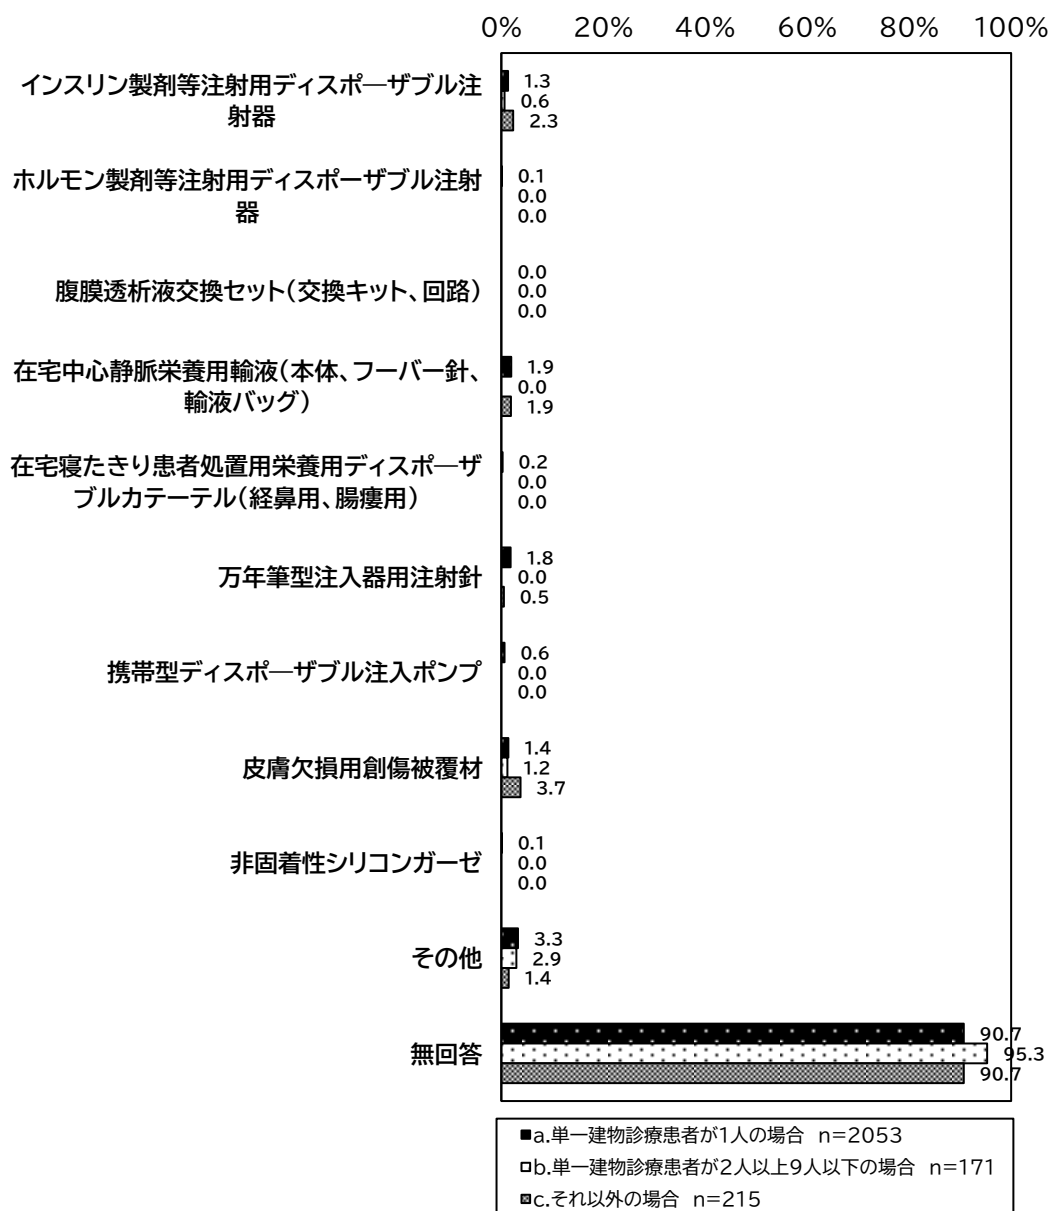 0% 20% 40% 60% 80% 100%
インスリン製剤等注射用ディスポ―ザブル注
射器
1.3
0.6
2.3
ホルモン製剤等注射用ディスポーザブル注射
器
0.1
0.0
0.0
腹膜透析液交換セット（交換キット、回路）
0.0
0.0
0.0
在宅中心静脈栄養用輸液（本体、フーバー針、
輸液バッグ）
1.9
0.0
1.9
在宅寝たきり患者処置用栄養用ディスポ―ザ
ブルカテーテル（経鼻用、腸瘻用）
0.2
0.0
0.0
万年筆型注入器用注射針
1.8
0.0
0.5
携帯型ディスポ―ザブル注入ポンプ
0.6
0.0
0.0
皮膚欠損用創傷被覆材
1.4
1.2
3.7
非固着性シリコンガーゼ
0.1
0.0
0.0
その他
3.3
2.9
1.4
無回答
90.7
95.3
90.7
a.単一建物診療患者が1人の場合 n=2053
b.単一建物診療患者が2人以上9人以下の場合 n=171
c.それ以外の場合 n=215